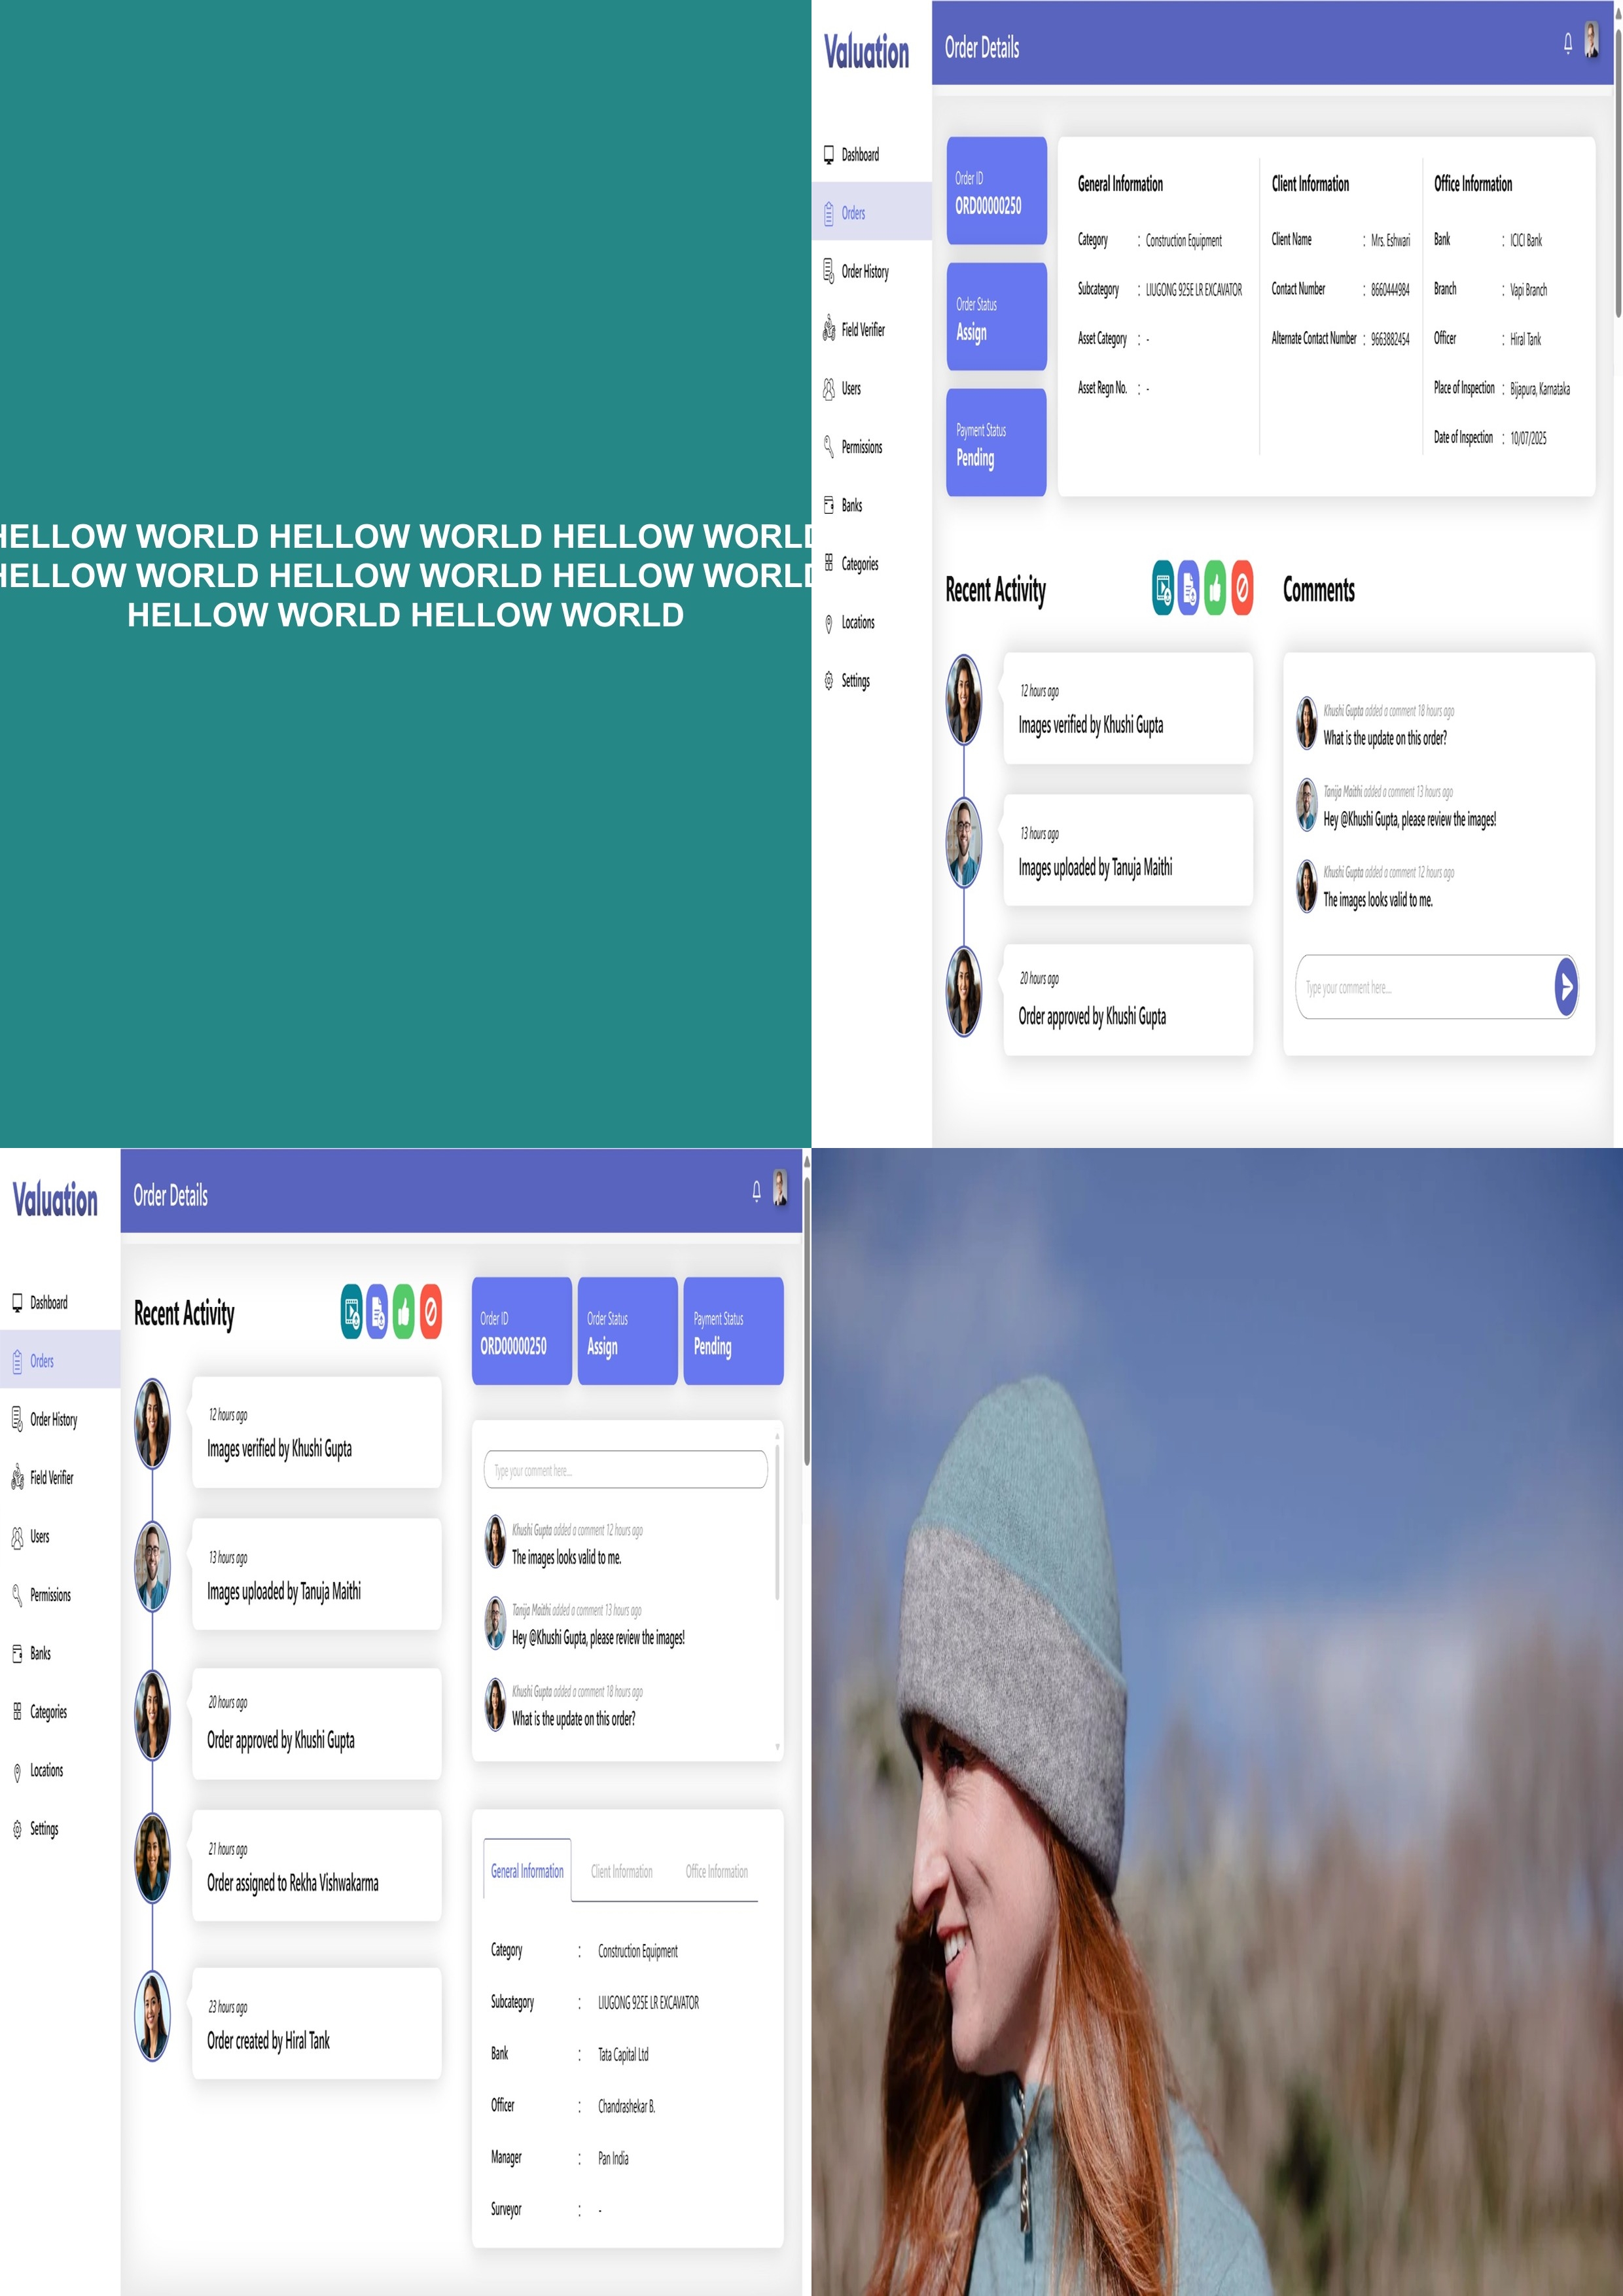 HELLOW WORLD HELLOW WORLD HELLOW WORLD
HELLOW WORLD HELLOW WORLD HELLOW WORLD
HELLOW WORLD HELLOW WORLD
Valuation
Order Details
Dashboard
Orders
Order History
Field Verifier
Users
Permissions
Banks
Categories
Locations
Settings
Order ID
ORD00000250
Order Status
Assign
Payment Status
Pending
General Information
Category : Construction Equipment
Subcategory : LIUGONG 925E LR EXCAVATOR
Asset Category : -
Asset Regn No. : -
Client Information
Client Name : Mrs. Eshwari
Contact Number : 8660444984
Alternate Contact Number : 9663882454
Office Information
Bank : ICICI Bank
Branch : Vapi Branch
Officer : Hiral Tank
Place of Inspection : Bijapura, Karnataka
Date of Inspection : 10/07/2025
Recent Activity
12 hours ago
Images verified by Khushi Gupta
13 hours ago
Images uploaded by Tanuja Maithi
20 hours ago
Order approved by Khushi Gupta
Comments
Khushi Gupta added a comment 18 hours ago
What is the update on this order?
Tanija Maithi added a comment 13 hours ago
Hey @Khushi Gupta, please review the images!
Khushi Gupta added a comment 12 hours ago
The images looks valid to me.
Type your comment here...
Valuation
Order Details
Dashboard
Orders
Order History
Field Verifier
Users
Permissions
Banks
Categories
Locations
Settings
Recent Activity
12 hours ago
Images verified by Khushi Gupta
13 hours ago
Images uploaded by Tanuja Maithi
20 hours ago
Order approved by Khushi Gupta
21 hours ago
Order assigned to Rekha Vishwakarma
23 hours ago
Order created by Hiral Tank
Order ID
ORD00000250
Order Status
Assign
Payment Status
Pending
Type your comment here...
Khushi Gupta added a comment 12 hours ago
The images looks valid to me.
Tanija Maithi added a comment 13 hours ago
Hey @Khushi Gupta, please review the images!
Khushi Gupta added a comment 18 hours ago
What is the update on this order?
General Information Client Information Office Information
Category : Construction Equipment
Subcategory : LIUGONG 925E LR EXCAVATOR
Bank : Tata Capital Ltd
Officer : Chandrashekar B.
Manager : Pan India
Surveyor : -